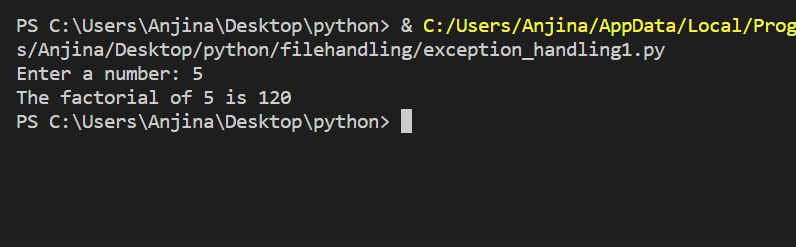 PS C:\Users\Anjina\Desktop\python> & C:/Users/Anjina/AppData/Local/Prog
s/Anjina/Desktop/python/filehandling/exception_handling1.py
Enter a number: 5
The factorial of 5 is 120
PS C:\Users\Anjina\Desktop\python>